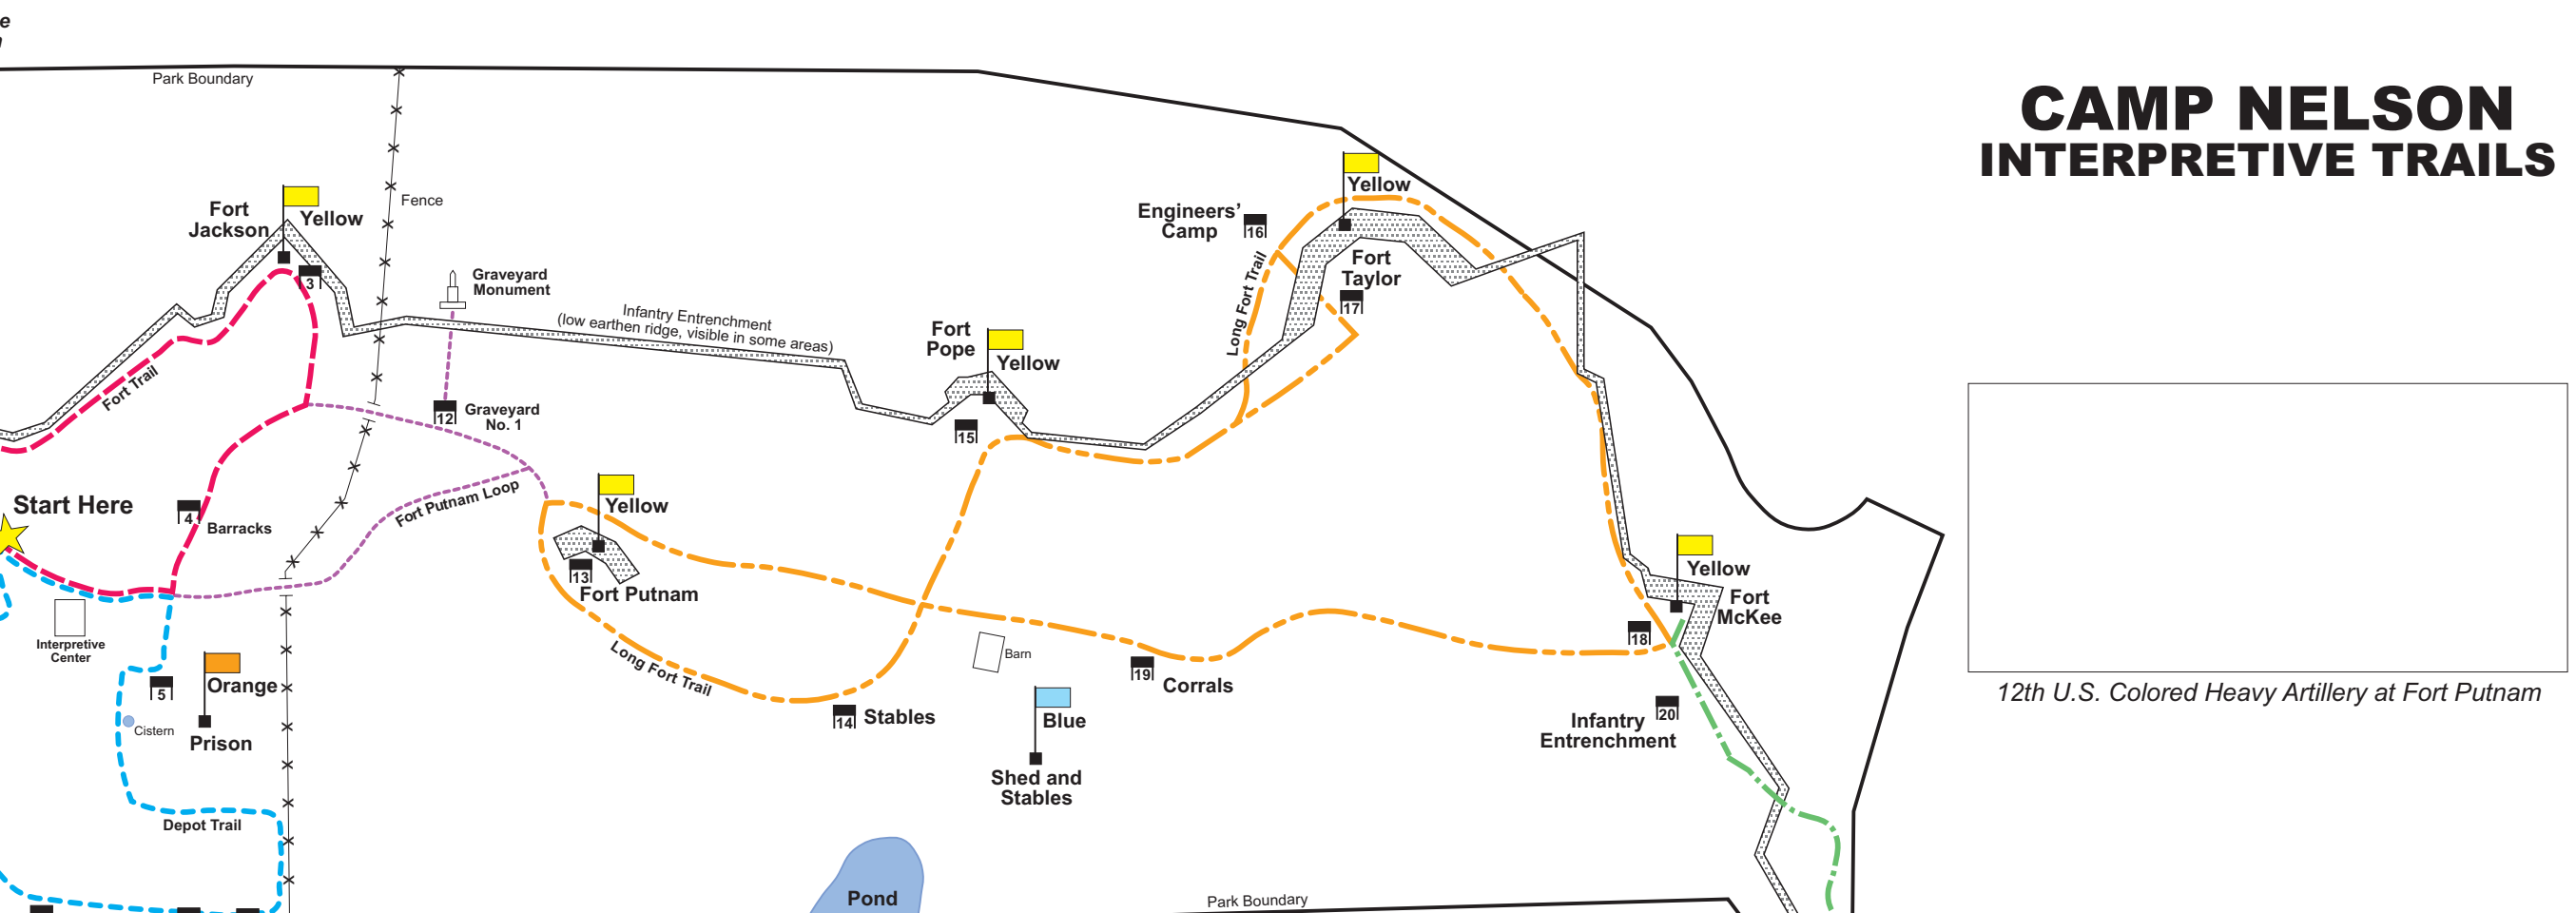 e
Park Boundary
CAMP NELSON
INTERPRETIVE TRAILS
Yellow
Fort
Jackson
Yellow
Fence
3
Engineers'
Camp
16
Long Fort Trail
Fort
Taylor
17
Graveyard
Monument
Infantry Entrenchment
(low earthen ridge, visible in some areas)
Fort
Pope
Yellow
15
Fort Trail
12
Graveyard
No. 1
Start Here
4
Barracks
Fort Putnam Loop
Yellow
13
Fort Putnam
Yellow
Fort
McKee
18
Interpretive
Center
5
Orange
Cistern
Prison
Long Fort Trail
14
Stables
Barn
19
Corrals
Blue
Shed and
Stables
Infantry
Entrenchment
20
12th U.S. Colored Heavy Artillery at Fort Putnam
Depot Trail
Pond
Park Boundary